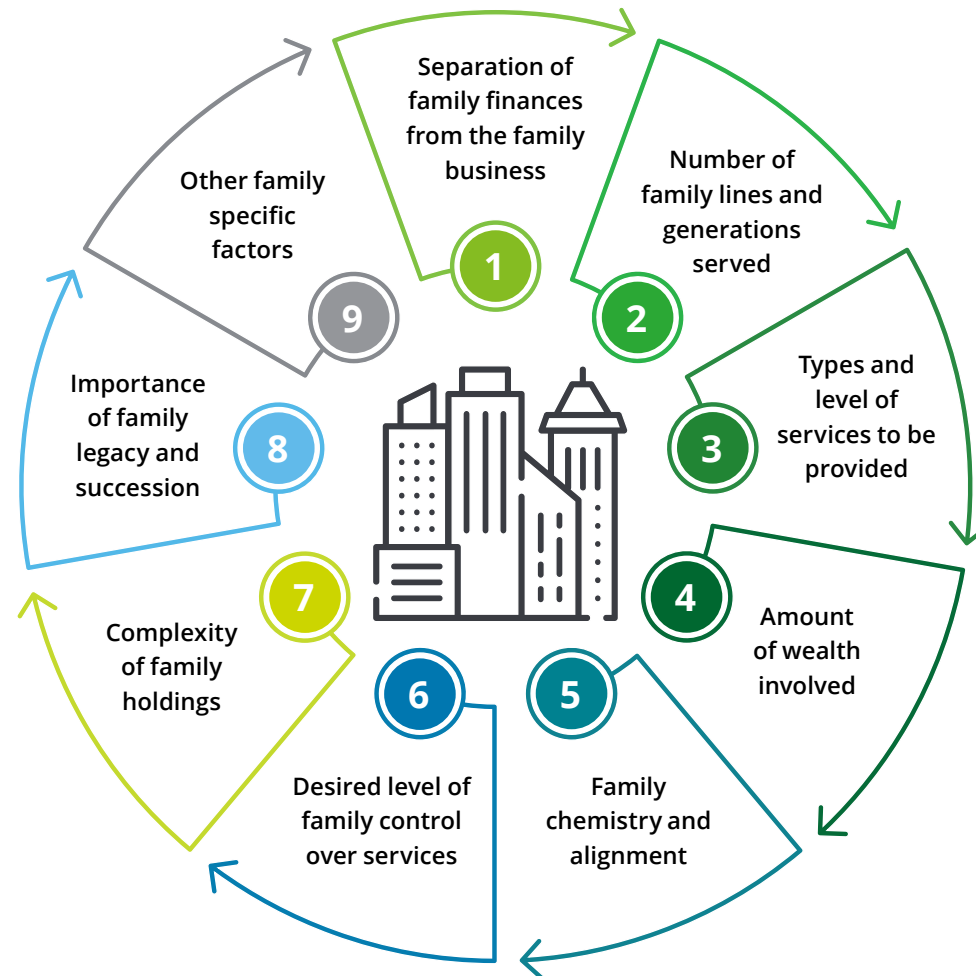 Separation of
family finances
from the family
business
1
Number of
family lines and
generations
served
2
Types and
level of
services to be
provided
3
Amount
of wealth
involved
4
Family
chemistry and
alignment
5
Desired level of
family control
over services
6
Complexity
of family
holdings
7
Importance
of family
legacy and
succession
8
Other family
specific
factors
9